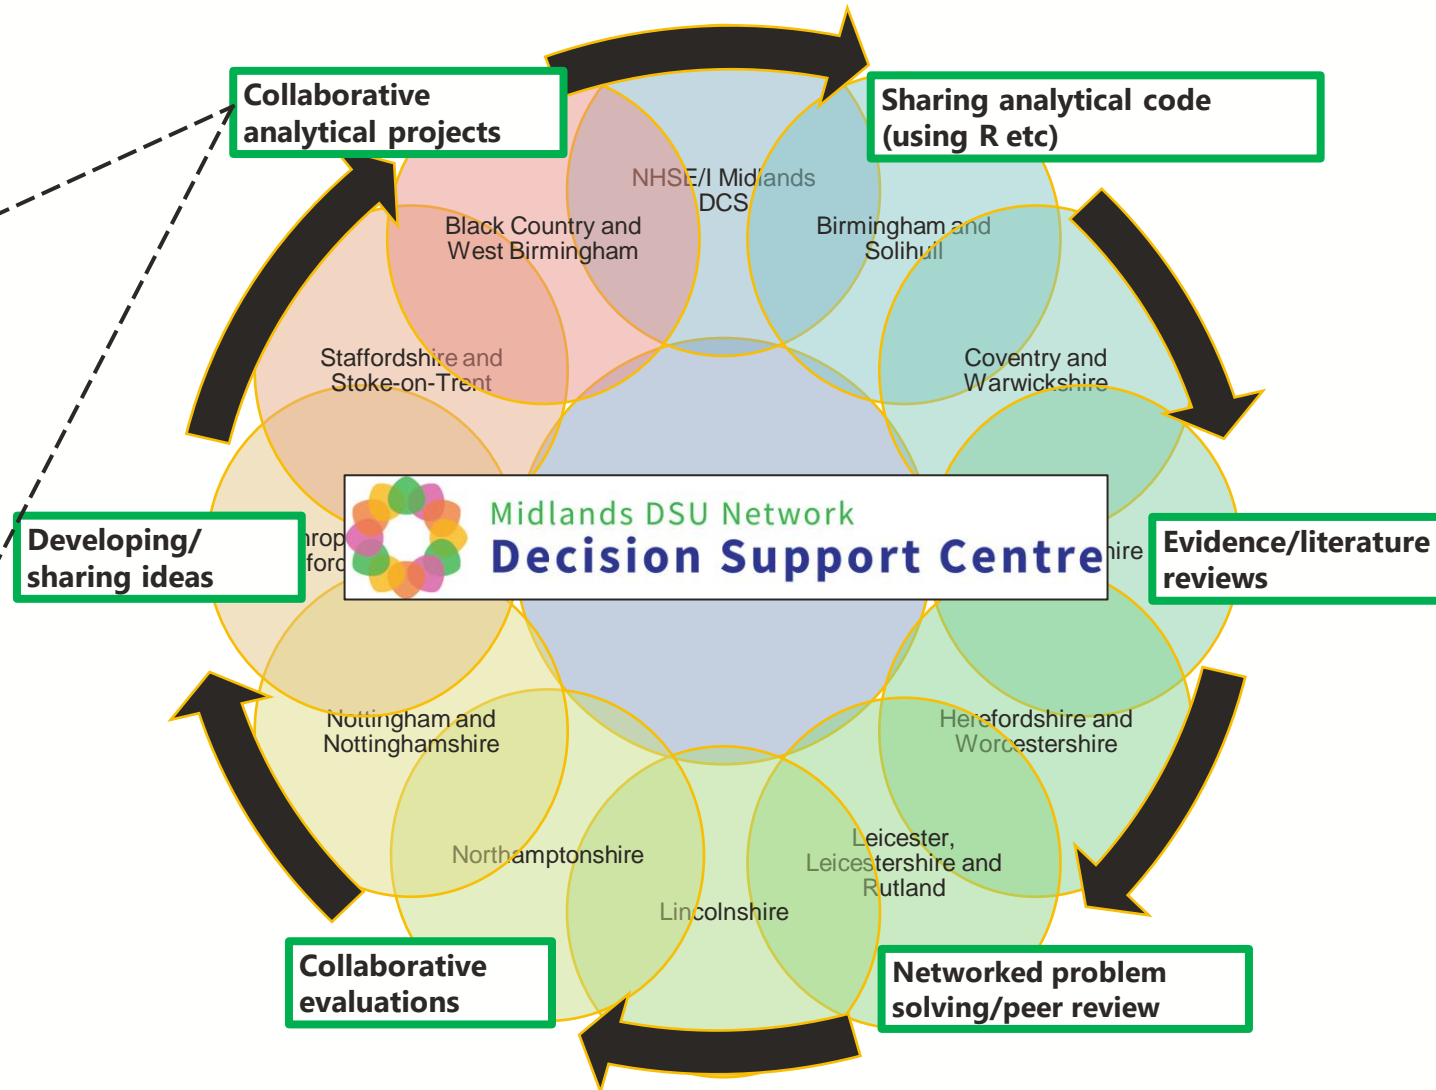 Collaborative
analytical projects
Sharing analytical code
(using R etc)
NHSE/I Midlands
DCS
Black Country and
West Birmingham
Birmingham and
Solihull
Staffordshire and
Stoke-on-Trent
Coventry and
Warwickshire
Midlands DSU Network
Decision Support Centre
Developing/
sharing ideas
Evidence/literature
reviews
Nottingham and
Nottinghamshire
Herefordshire and
Worcestershire
Northamptonshire
Leicester,
Leicestershire and
Rutland
Lincolnshire
Collaborative
evaluations
Networked problem
solving/peer review